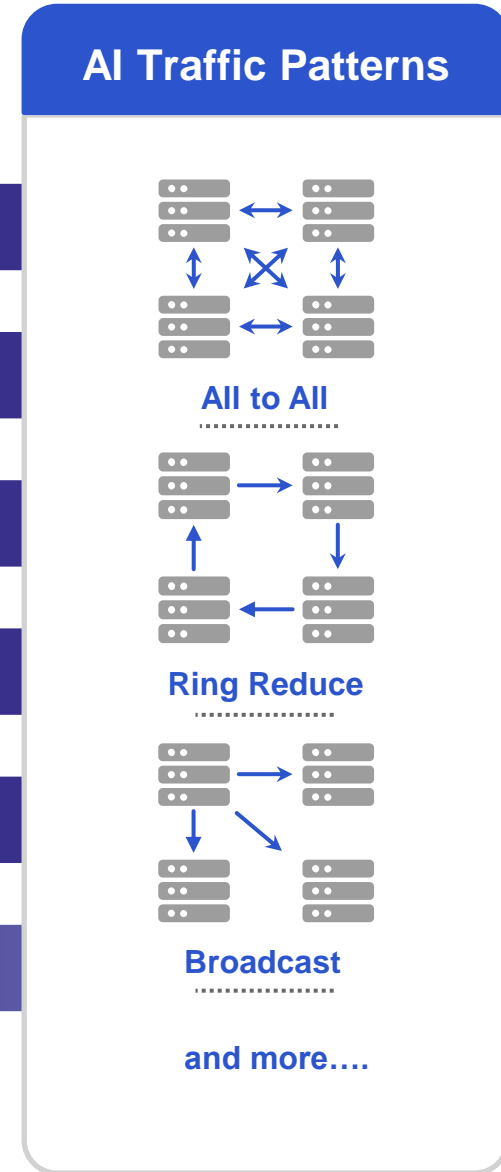 AI Traffic Patterns
All to All
Ring Reduce
Broadcast
and more....